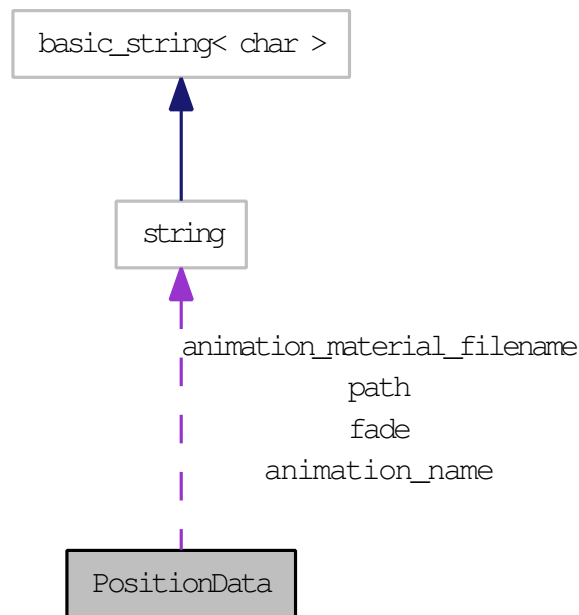 basic_string< char >
string
animation_material_filename
path
fade
animation_name
PositionData